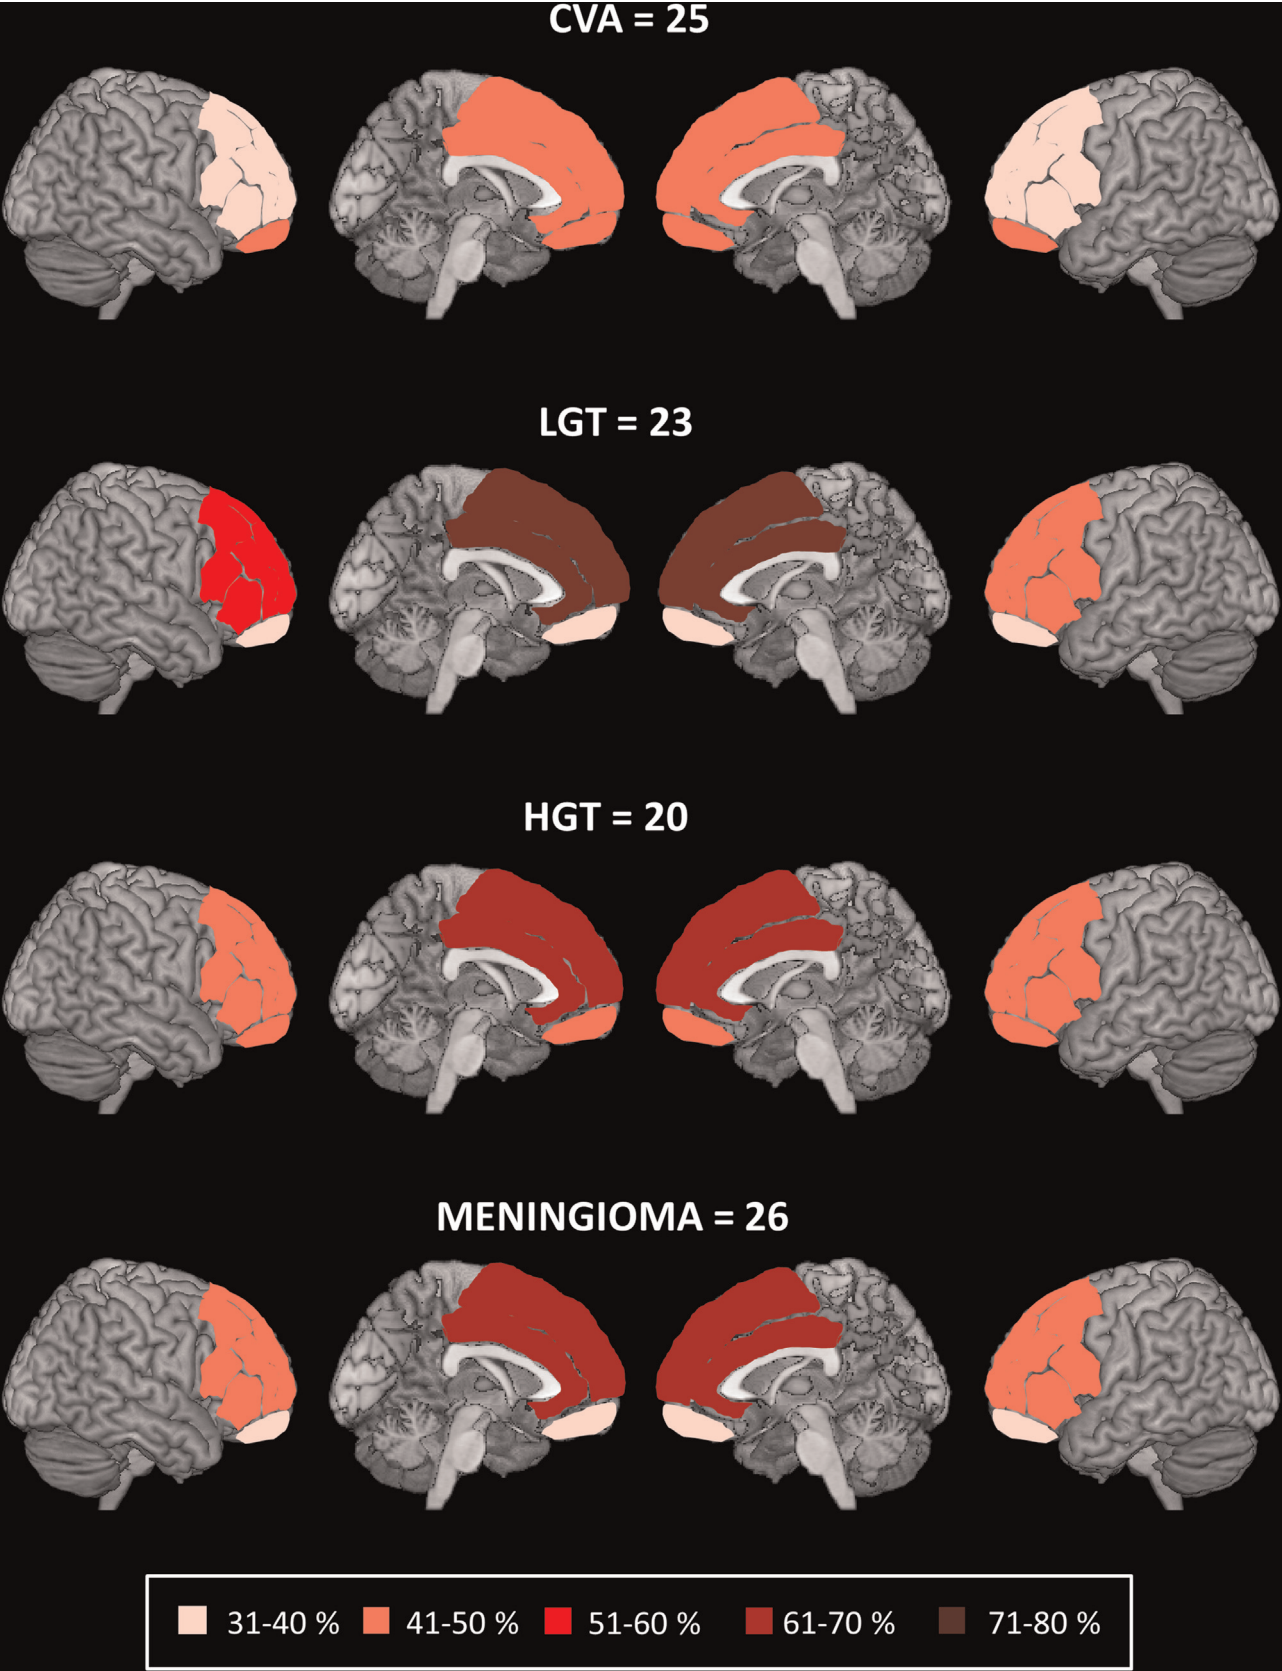 CVA = 25
LGT = 23
HGT = 20
MENINGIOMA = 26
31-40 % 41-50 % 51-60 % 61-70 % 71-80 %